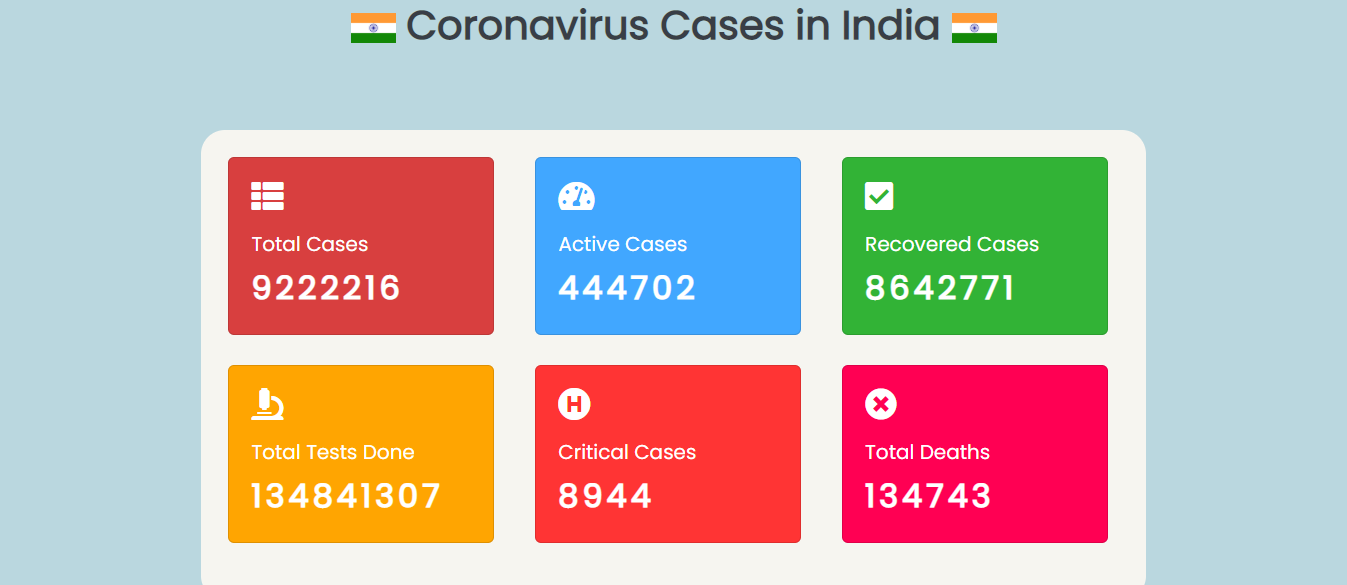 Coronavirus Cases in India
Total Cases
9222216
Active Cases
444702
Recovered Cases
8642771
Total Tests Done
134841307
H
Critical Cases
8944
Total Deaths
134743